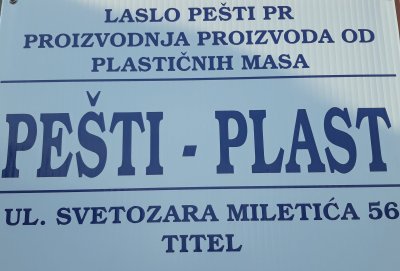 LASLO PEŠTI PR
PROIZVODNJA PROIZVODA OD
PLASTIČNIH MASA
PEŠTI - PLAST
UL. SVETOZARA MILETIĆA 56
TITEL